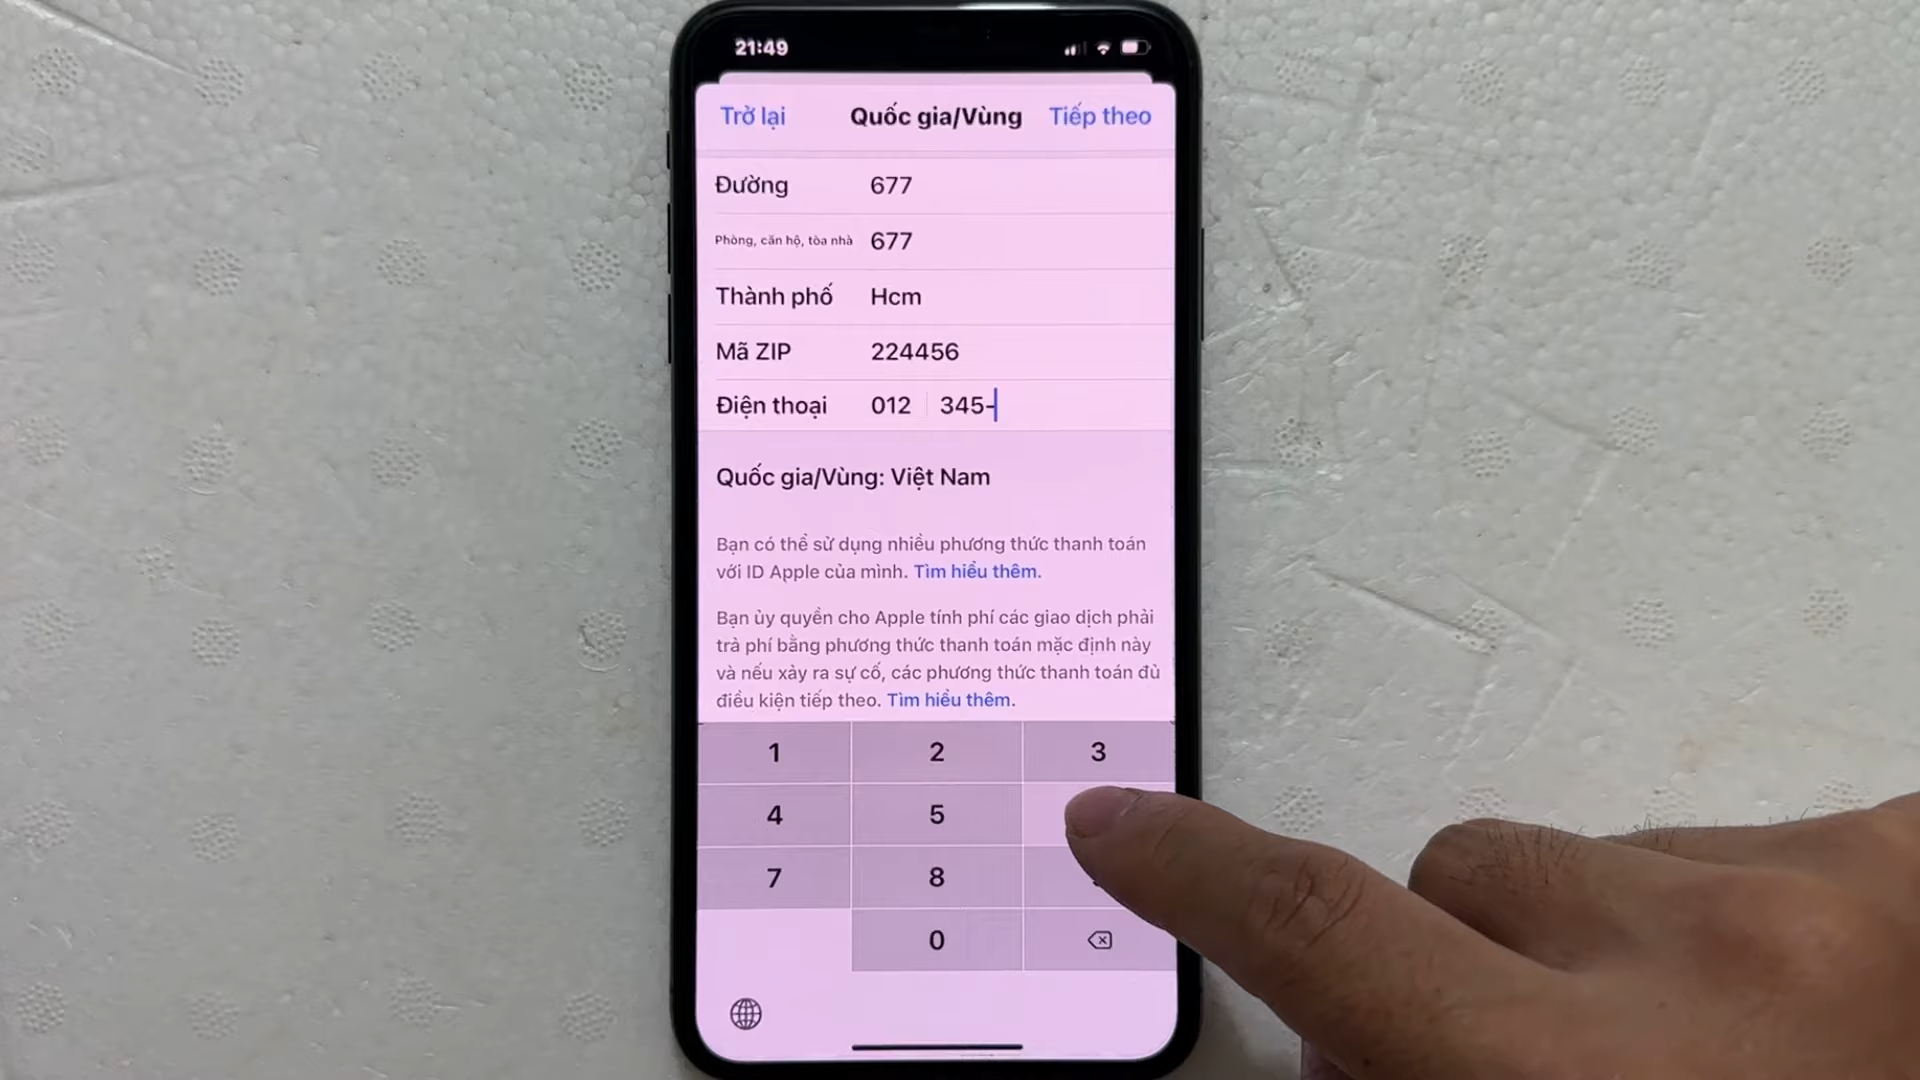 21:49
Trở lại Quốc gia/Vùng Tiếp theo
Đường 677
Phòng, căn hộ, tòa nhà 677
Thành phố Hcm
Mã ZIP 224456
Điện thoại 012 345-
Quốc gia/Vùng: Việt Nam
Bạn có thể sử dụng nhiều phương thức thanh toán
với ID Apple của mình. Tìm hiểu thêm.
Bạn ủy quyền cho Apple tính phí các giao dịch phải
trả phí bằng phương thức thanh toán mặc định này
và nếu xảy ra sự cố, các phương thức thanh toán đủ
điều kiện tiếp theo. Tìm hiểu thêm.
1 2 3
4 5
7 8
0